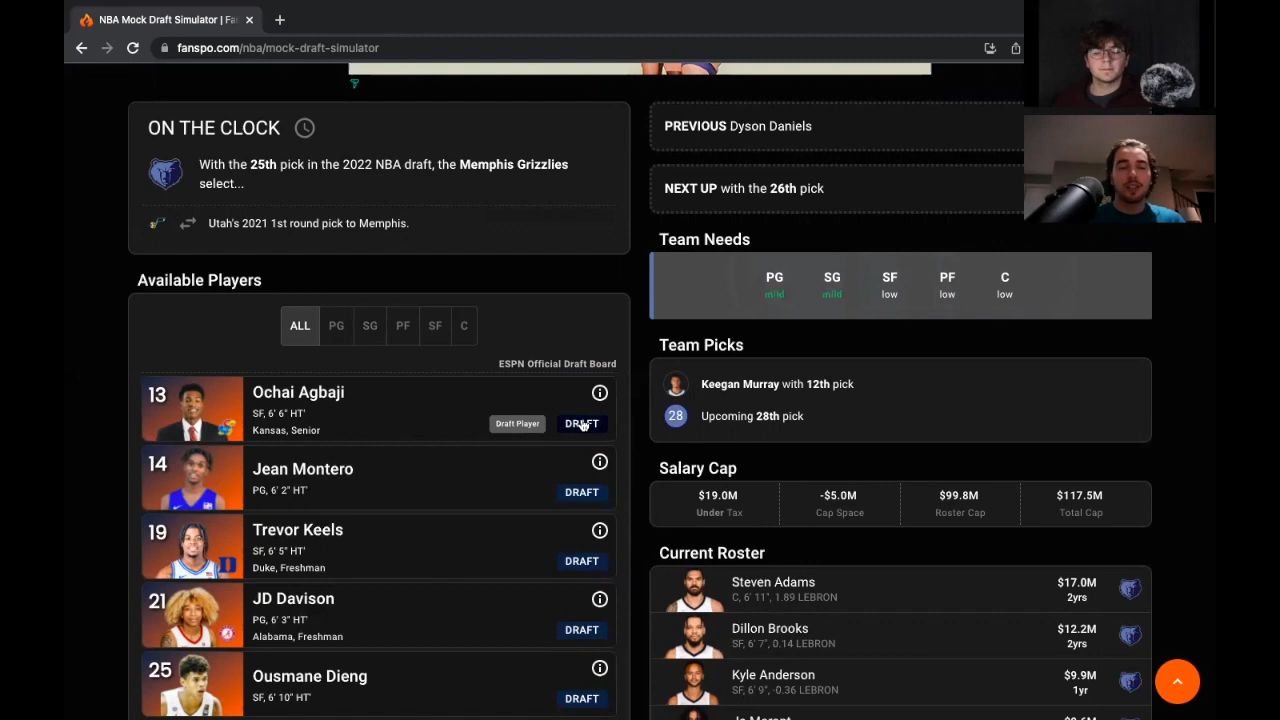 NBA Mock Draft Simulator | Fa
fanspo.com/nba/mock-draft-simulator
ON THE CLOCK
With the 25th pick in the 2022 NBA draft, the Memphis Grizzlies
select...
Utah's 2021 1st round pick to Memphis.
Available Players
ALL PG SG PF SF C
ESPN Official Draft Board
13 Ochai Agbaji
SF, 6' 6" HT'
Kansas, Senior
Draft Player DRAFT
14 Jean Montero
PG, 6' 2" HT'
DRAFT
19 Trevor Keels
SF, 6' 5" HT'
Duke, Freshman
DRAFT
21 JD Davison
PG, 6' 3" HT'
Alabama, Freshman
DRAFT
25 Ousmane Dieng
SF, 6' 10" HT'
DRAFT
PREVIOUS Dyson Daniels
NEXT UP with the 26th pick
Team Needs
PG SG SF PF C
mild mild low low low
Team Picks
Keegan Murray with 12th pick
28 Upcoming 28th pick
Salary Cap
$19.0M -$5.0M $99.8M $117.5M
Under Tax Cap Space Roster Cap Total Cap
Current Roster
Steven Adams $17.0M
C, 6' 11", 1.89 LEBRON 2yrs
Dillon Brooks $12.2M
SF, 6' 7", 0.14 LEBRON 2yrs
Kyle Anderson $9.9M
SF, 6' 9", -0.36 LEBRON 1yr